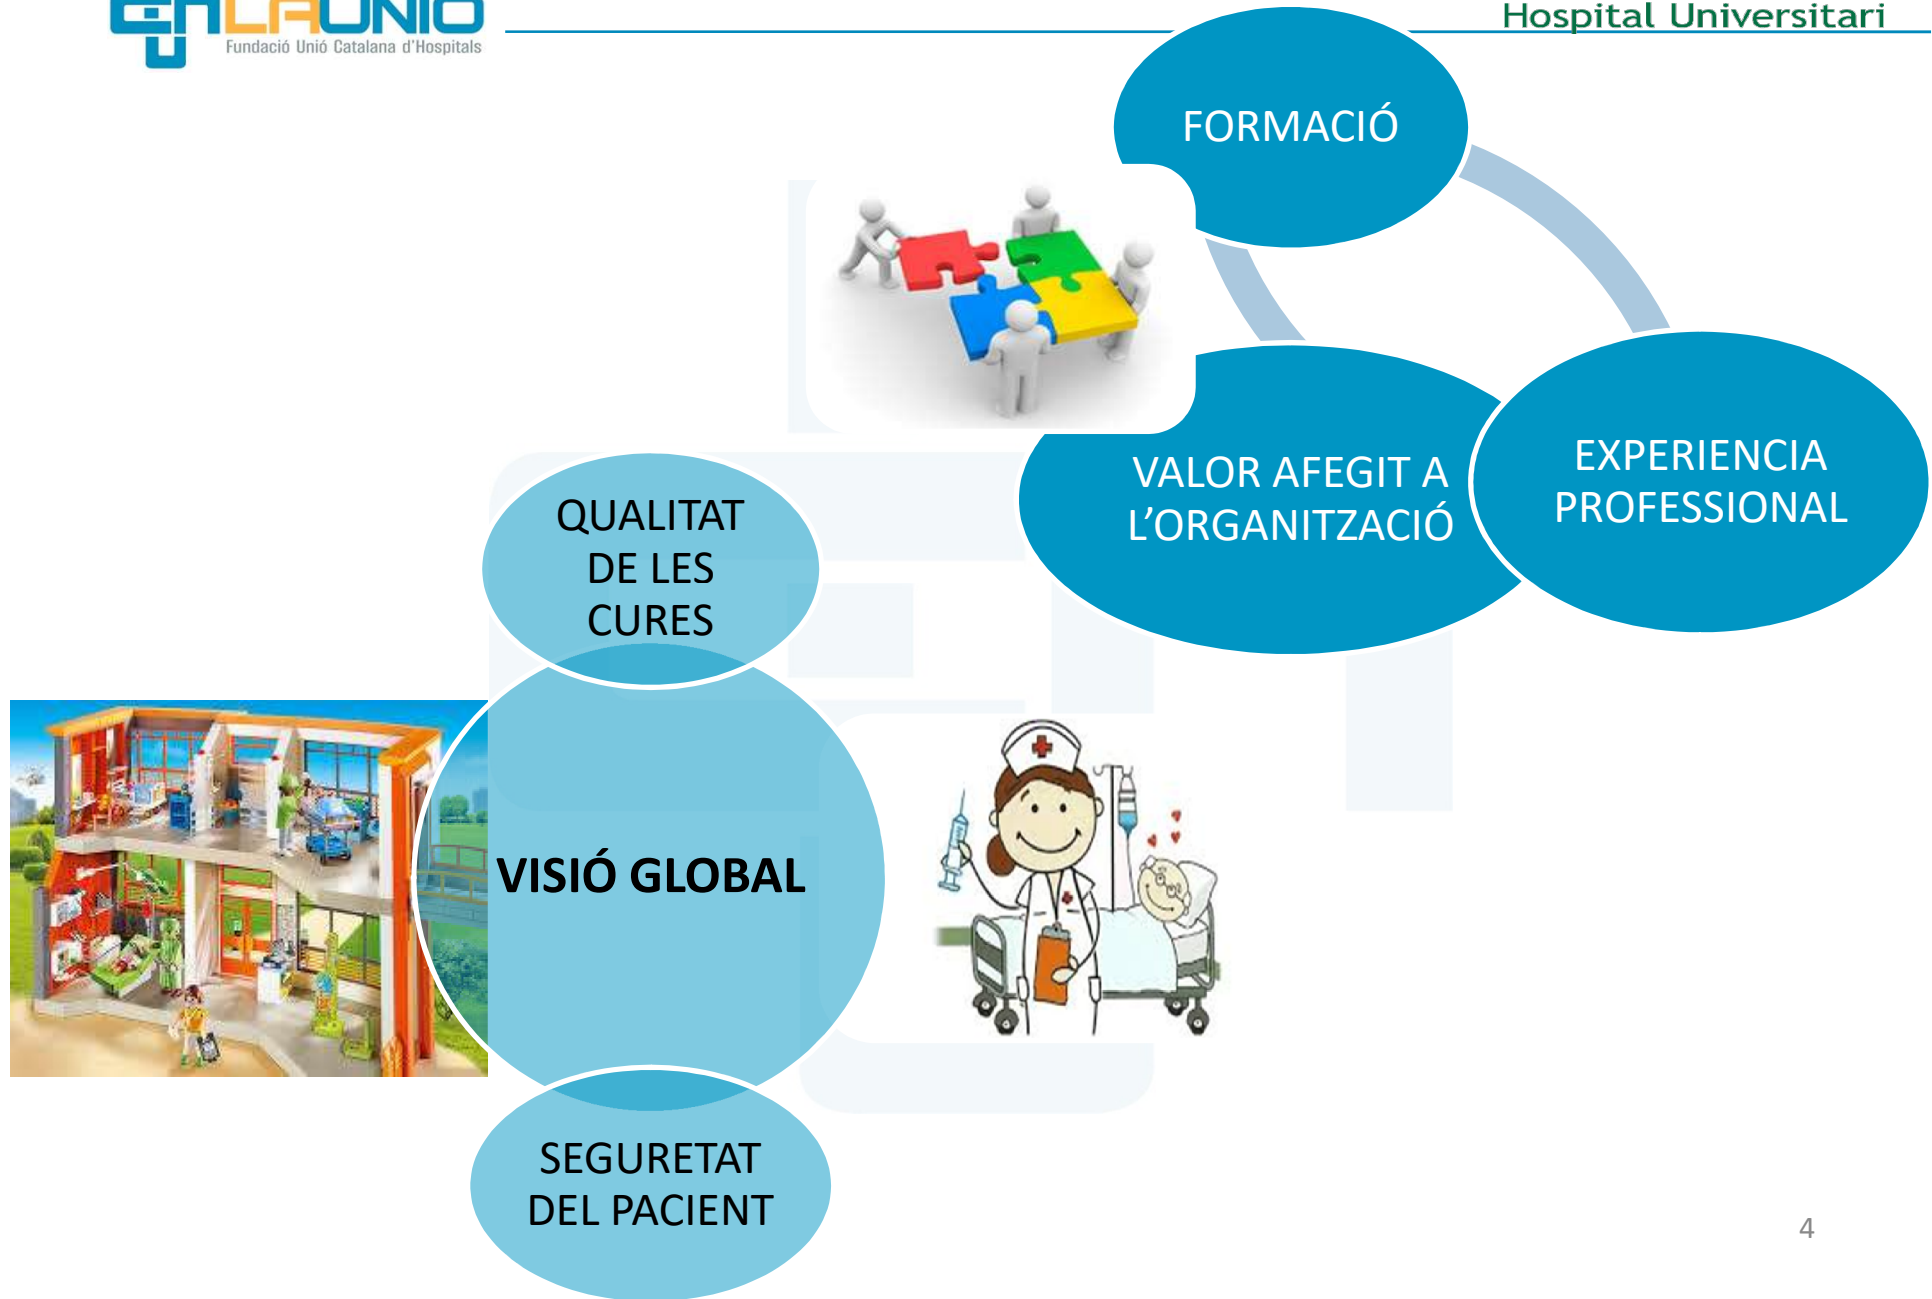 Fundació Unió Catalana d'Hospitals
Hospital Universitari
FORMACIÓ
VALOR AFEGIT A
L'ORGANITZACIÓ
EXPERIENCIA
PROFESSIONAL
QUALITAT
DE LES
CURES
VISIÓ GLOBAL
SEGURETAT
DEL PACIENT
4